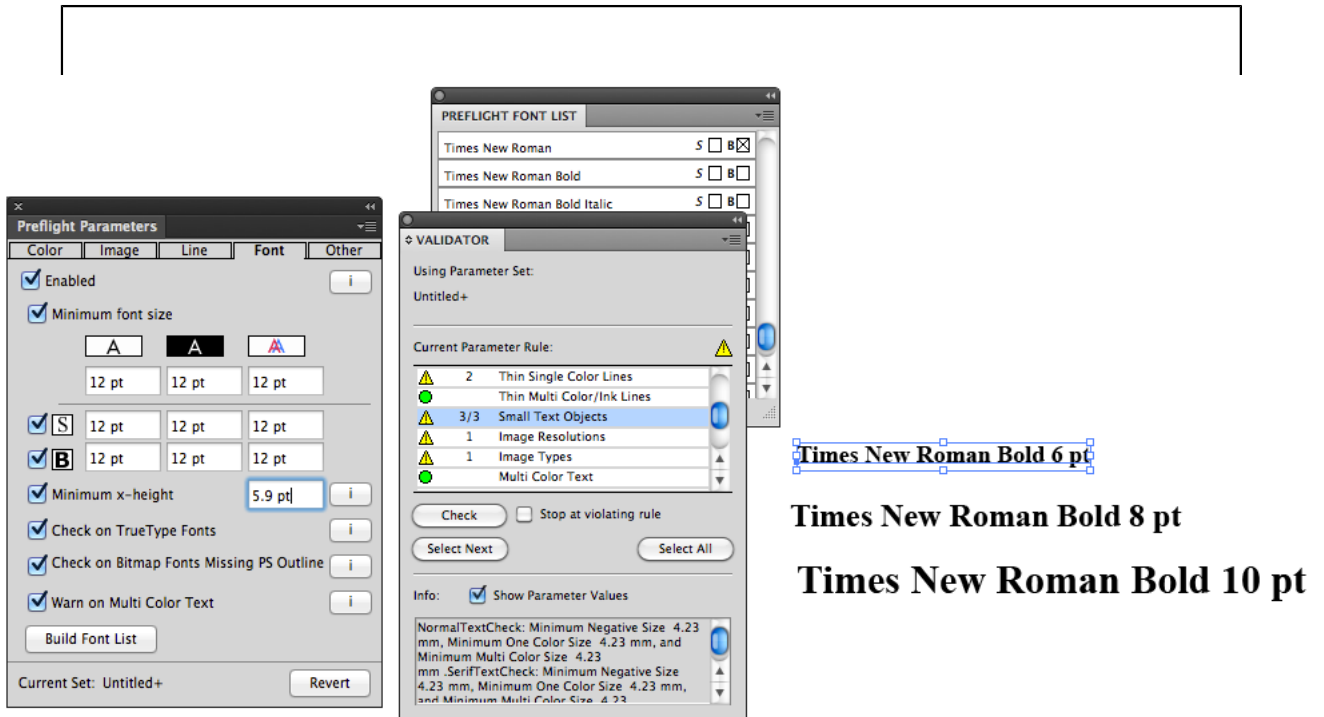 PREFLIGHT FONT LIST
Times New Roman S B
Times New Roman Bold S B
Times New Roman Bold Italic S B
Preflight Parameters
Color Image Line Font Other
Enabled i
Minimum font size
A A AA
12 pt 12 pt 12 pt
S 12 pt 12 pt 12 pt
B 12 pt 12 pt 12 pt
Minimum x-height 5.9 pt i
Check on TrueType Fonts i
Check on Bitmap Fonts Missing PS Outline i
Warn on Multi Color Text i
Build Font List
Current Set: Untitled+ Revert
VALIDATOR
Using Parameter Set:
Untitled+
Current Parameter Rule:
2 Thin Single Color Lines
Thin Multi Color/Ink Lines
3/3 Small Text Objects
1 Image Resolutions
1 Image Types
Multi Color Text
Check Stop at violating rule
Select Next Select All
Info: Show Parameter Values
NormalTextCheck: Minimum Negative Size 4.23
mm, Minimum One Color Size 4.23 mm, and
Minimum Multi Color Size 4.23
mm .SerifTextCheck: Minimum Negative Size
4.23 mm, Minimum One Color Size 4.23 mm,
and Minimum Multi Color Size 4.23
Times New Roman Bold 6 pt
Times New Roman Bold 8 pt
Times New Roman Bold 10 pt